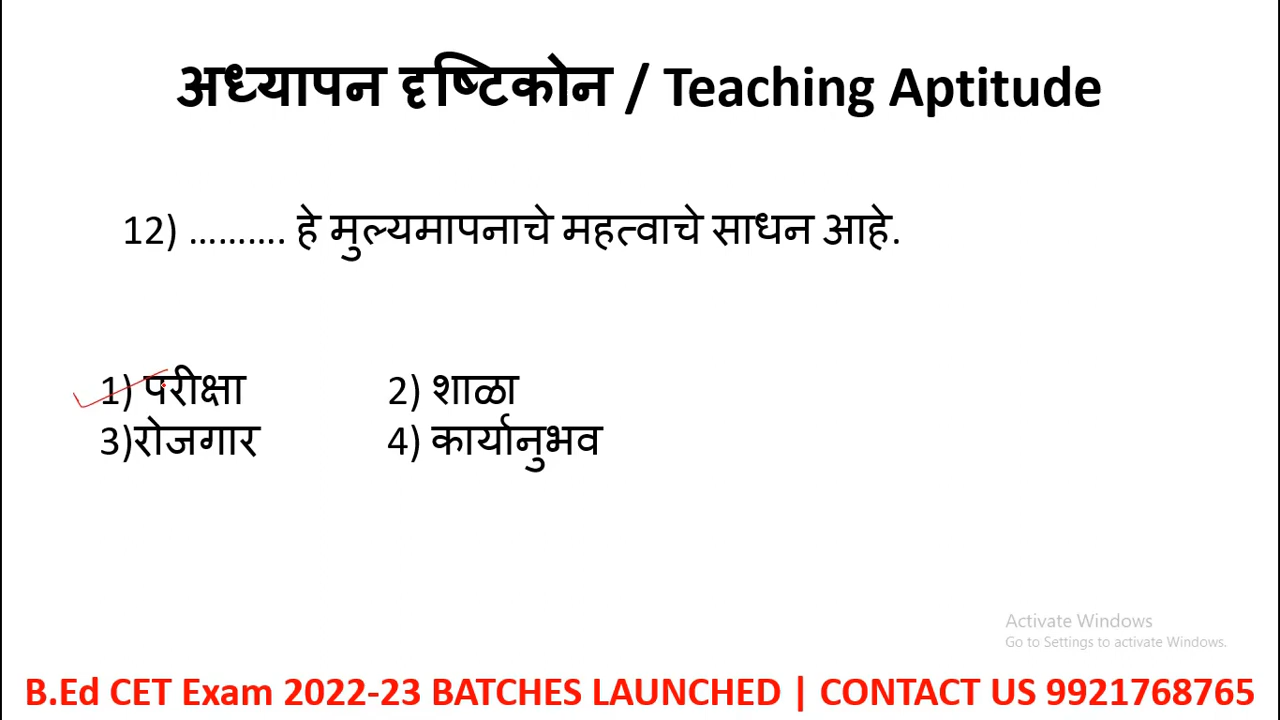 अध्यापन दृष्टिकोन / Teaching Aptitude
12) .......... हे मुल्यमापनाचे महत्वाचे साधन आहे.
1) परीक्षा 2) शाळा
3)रोजगार 4) कार्यानुभव
Activate Windows
Go to Settings to activate Windows.
B.Ed CET Exam 2022-23 BATCHES LAUNCHED | CONTACT US 9921768765